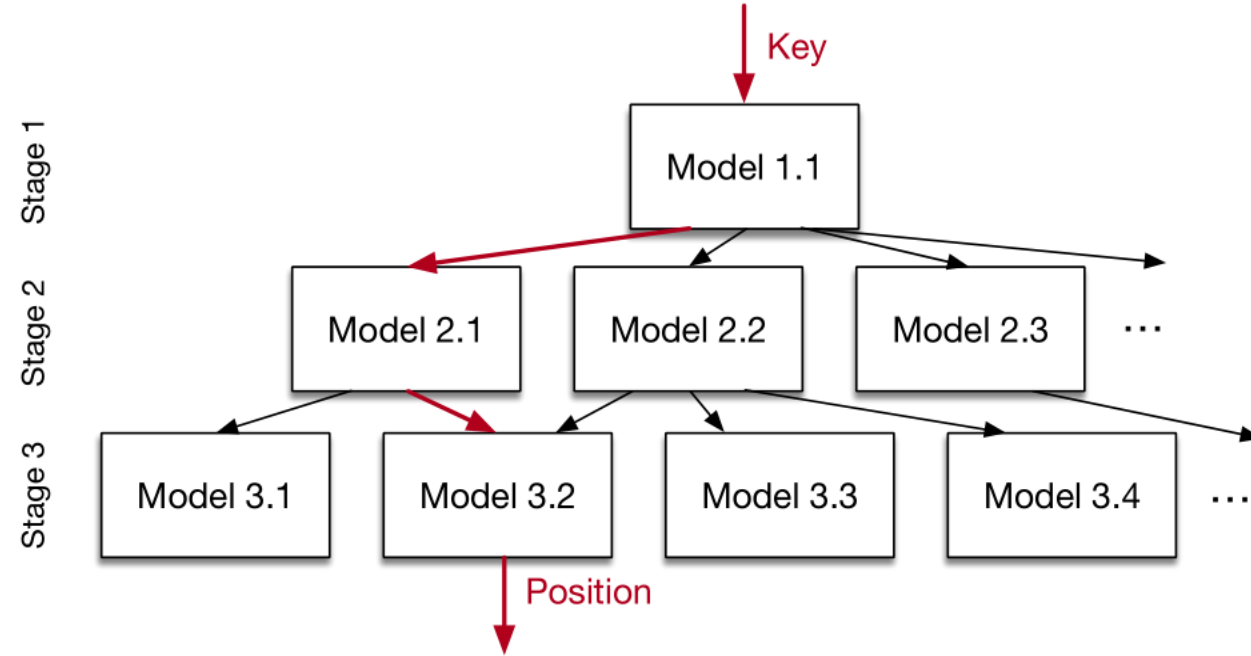 Key
Stage 1
Model 1.1
Stage 2
Model 2.1
Model 2.2
Model 2.3
...
Stage 3
Model 3.1
Model 3.2
Model 3.3
Model 3.4
...
Position